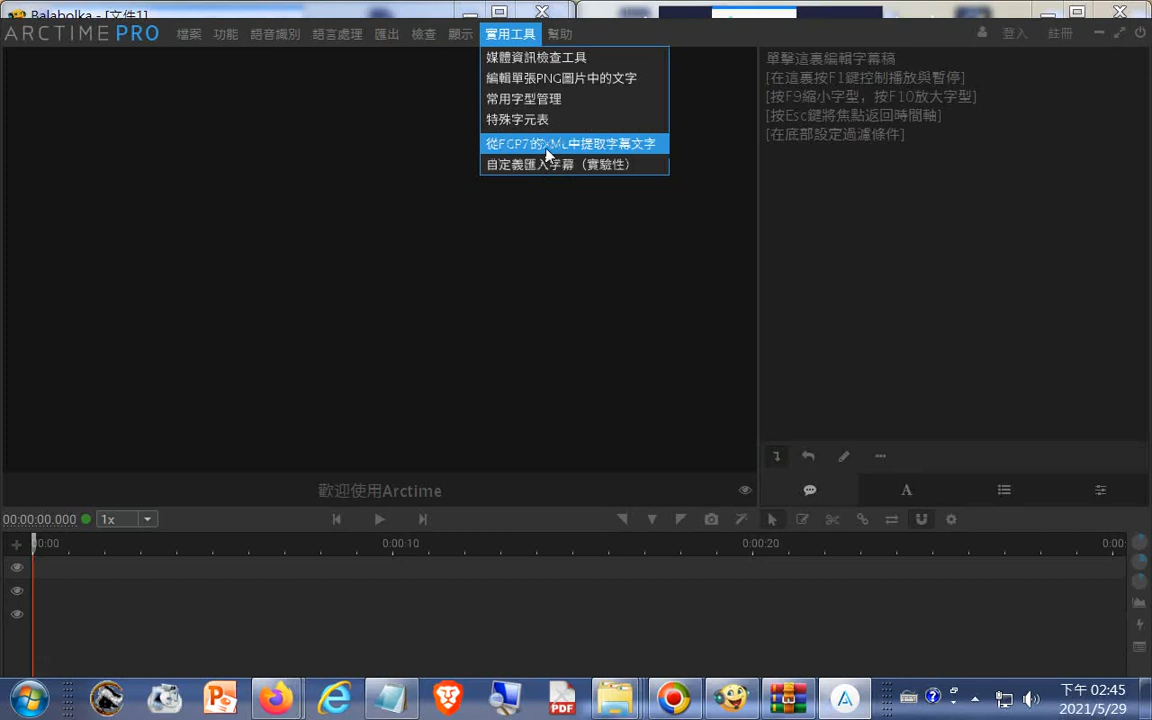 Balabolka - [文件1]
ARCTIME PRO 檔案 功能 語音識別 語言處理 匯出 檢查 顯示 實用工具 幫助 登入 註冊
媒體資訊檢查工具
編輯單張PNG圖片中的文字
常用字型管理
特殊字元表
從FCP7的XML中提取字幕文字
自定義匯入字幕（實驗性）
單擊這裏編輯字幕稿
[在這裏按F1鍵控制播放與暫停]
[按F9縮小字型，按F10放大字型]
[按Esc鍵將焦點返回時間軸]
[在底部設定過濾條件]
歡迎使用Arctime
00:00:00.000 1x
0:00 0:00:10 0:00:20 0:00:
下午 02:45
2021/5/29